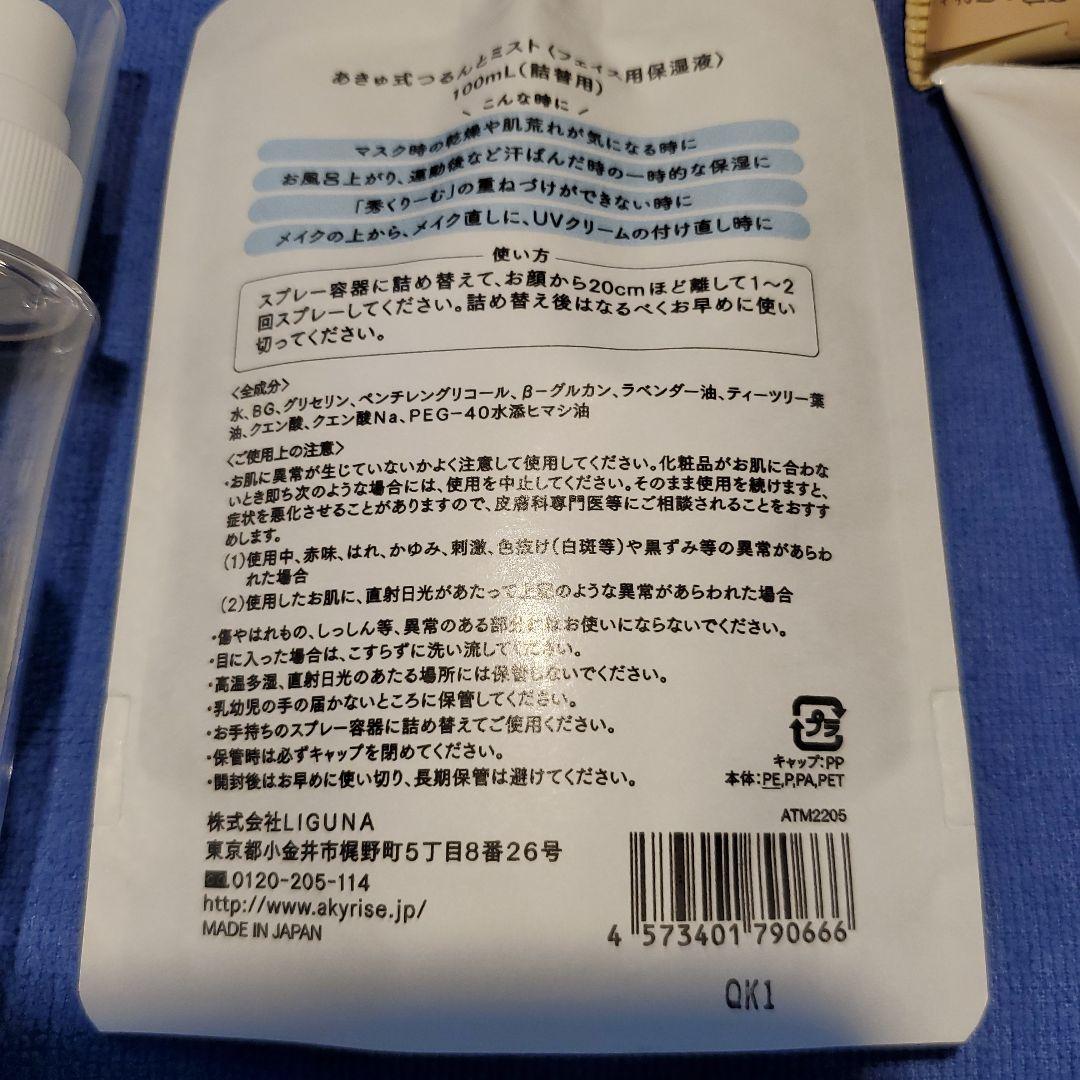 あきゅ式つるんとミスト〈フェイス用保湿液〉
100mL(詰替用)
\ こんな時に /
マスク時の乾燥や肌荒れが気になる時に
お風呂上がり、運動後など汗ばんだ時の一時的な保湿に
「秀くりーむ」の重ねづけができない時に
メイクの上から、メイク直しに、UVクリームの付け直し時に
使い方
スプレー容器に詰め替えて、お顔から20cmほど離して1〜2
回スプレーしてください。詰め替え後はなるべくお早めに使い
切ってください。
〈全成分〉
水、BG、グリセリン、ペンチレングリコール、β-グルカン、ラベンダー油、ティーツリー葉
油、クエン酸、クエン酸Na、PEG-40水添ヒマシ油
〈ご使用上の注意〉
・お肌に異常が生じていないかよく注意して使用してください。化粧品がお肌に合わな
いとき即ち次のような場合には、使用を中止してください。そのまま使用を続けますと、
症状を悪化させることがありますので、皮膚科専門医等にご相談されることをおすす
めします。
(1)使用中、赤味、はれ、かゆみ、刺激、色抜け(白斑等)や黒ずみ等の異常があらわ
れた場合
(2)使用したお肌に、直射日光があたって上記のような異常があらわれた場合
・傷やはれもの、しっしん等、異常のある部分にはお使いにならないでください。
・目に入った場合は、こすらずに洗い流してください。
・高温多湿、直射日光のあたる場所には保管しないでください。
・乳幼児の手の届かないところに保管してください。
・お手持ちのスプレー容器に詰め替えてご使用ください。
・保管時は必ずキャップを閉めてください。
・開封後はお早めに使い切り、長期保管は避けてください。
プラ
キャップ:PP
本体:PE,P,PA,PET
ATM2205
株式会社LIGUNA
東京都小金井市梶野町5丁目8番26号
0120-205-114
http://www.akyrise.jp/
MADE IN JAPAN
4 573401 790666
QK1